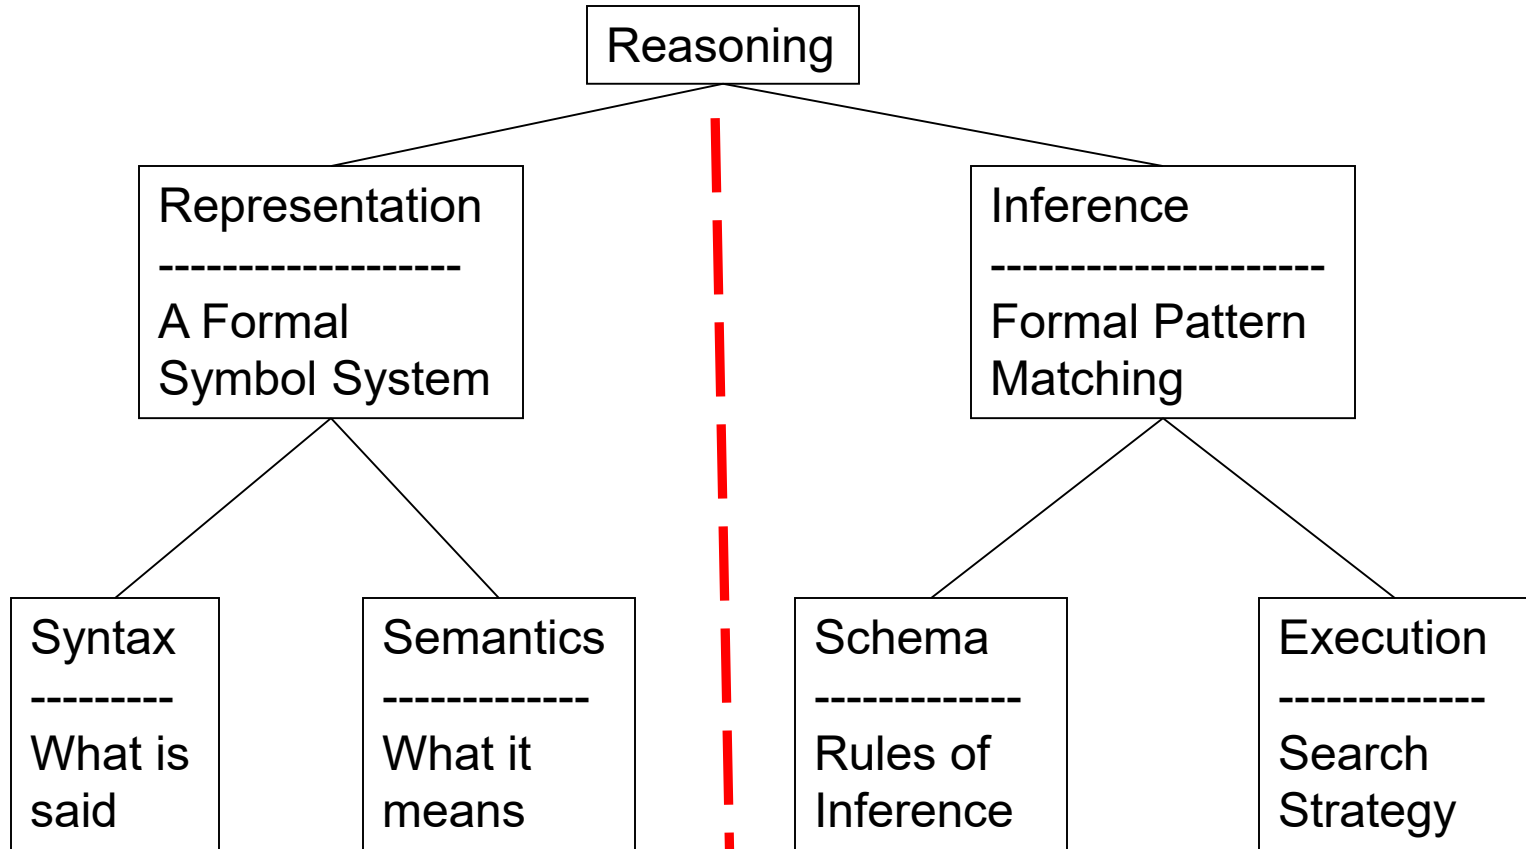 Reasoning
Representation
-------------------
A Formal
Symbol System
Inference
---------------------
Formal Pattern
Matching
Syntax
---------
What is
said
Semantics
-------------
What it
means
Schema
-------------
Rules of
Inference
Execution
-------------
Search
Strategy